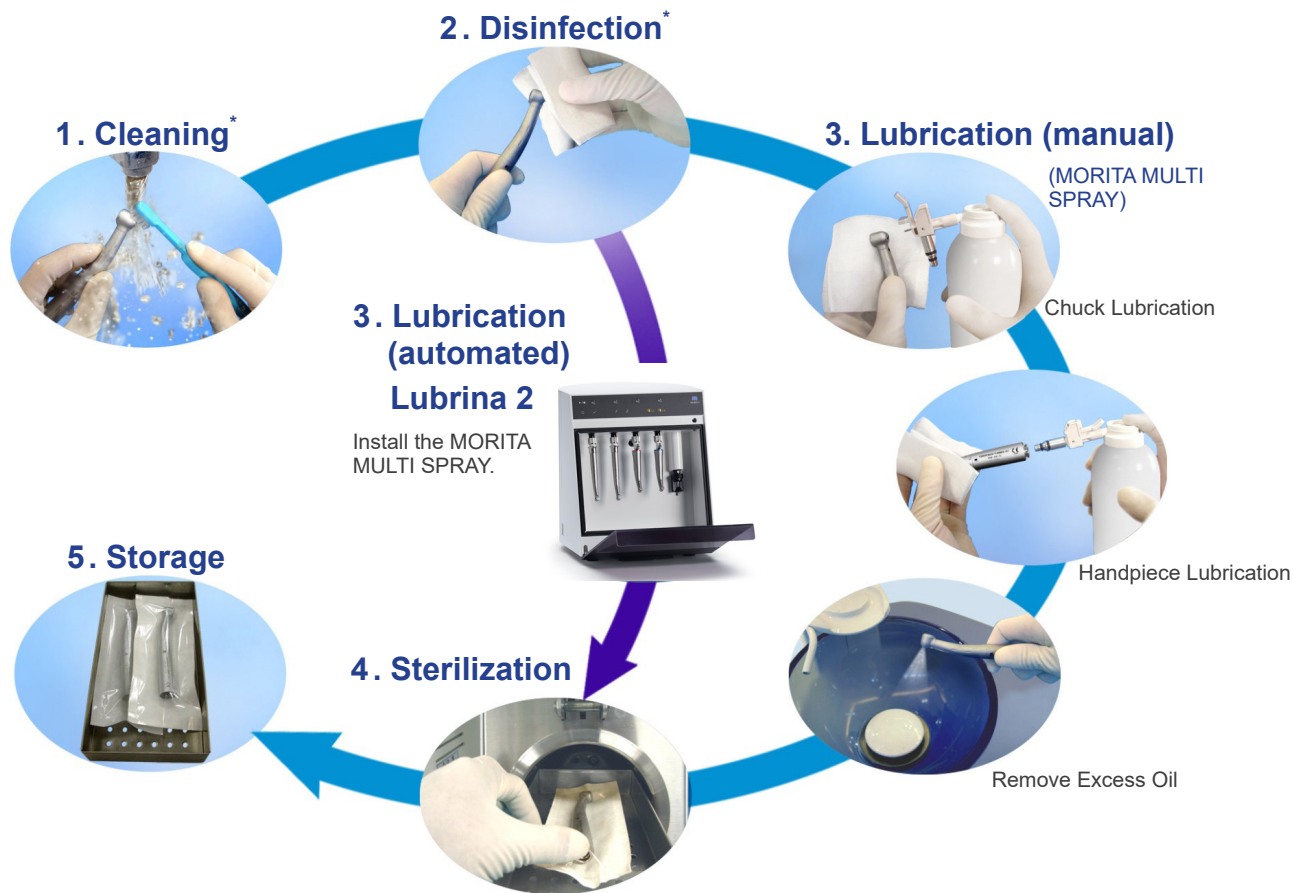 1. Cleaning*
2. Disinfection*
3. Lubrication (manual)
(MORITA MULTI
SPRAY)
Chuck Lubrication
Handpiece Lubrication
Remove Excess Oil
3. Lubrication
(automated)
Lubrina 2
Install the MORITA
MULTI SPRAY.
4. Sterilization
5. Storage